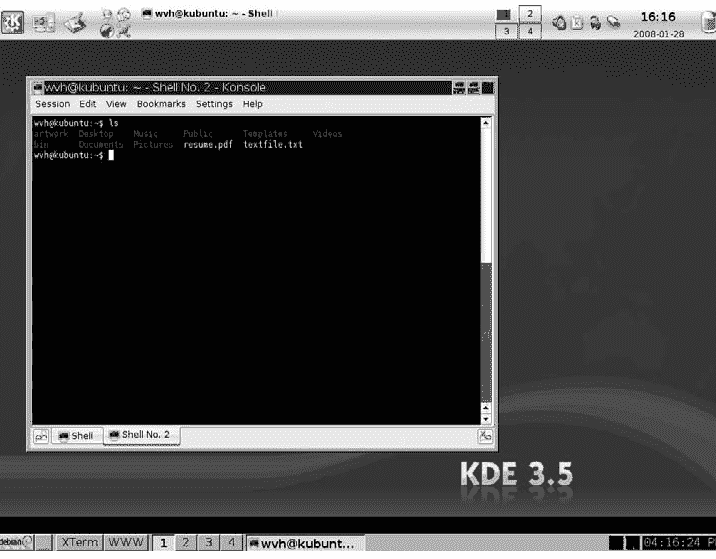 wvh@kubuntu: ~ - Shell
2
3 4
16:16
2008-01-28
wvh@kubuntu: ~ - Shell No. 2 - Konsole
Session Edit View Bookmarks Settings Help
wvh@kubuntu:~$ ls
artwork Desktop Music Public Templates Videos
bin Documents Pictures resume.pdf textfile.txt
wvh@kubuntu:~$
Shell Shell No. 2
KDE 3.5
debian XTerm WWW 1 2 3 4 wvh@kubunt... 04:16:24 P